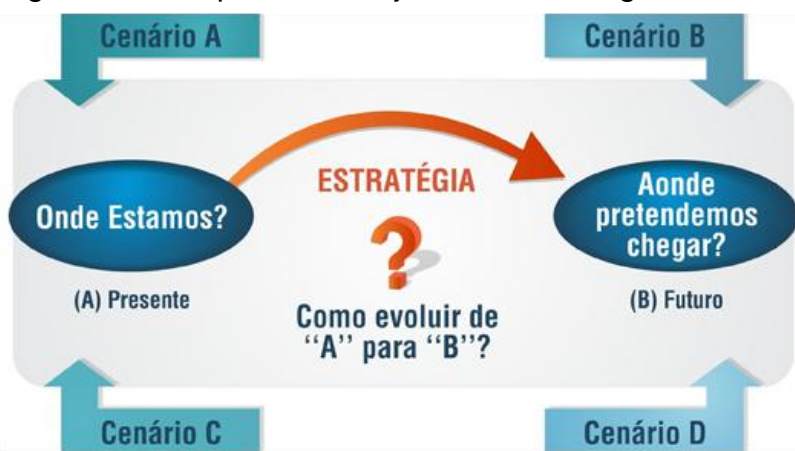 Cenário A
Cenário B
Onde Estamos?
(A) Presente
ESTRATÉGIA
?
Como evoluir de
“A” para “B”?
Aonde
pretendemos
chegar?
(B) Futuro
Cenário C
Cenário D